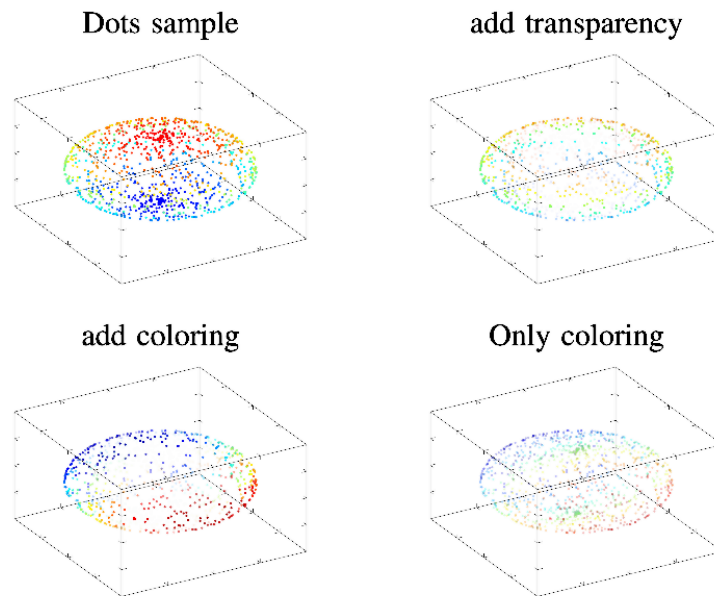 Dots sample
add transparency
add coloring
Only coloring